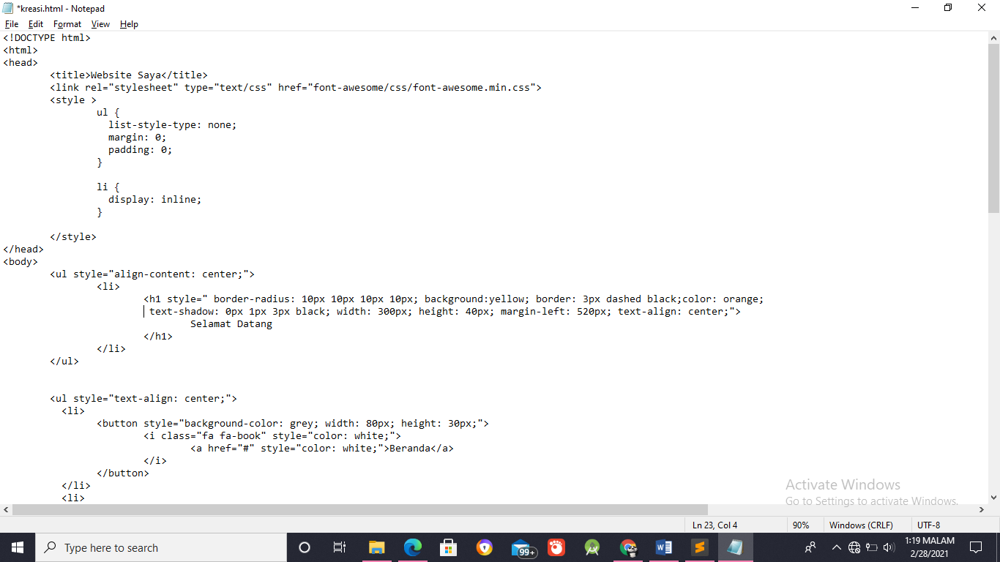 *kreasi.html - Notepad
File Edit Format View Help
<!DOCTYPE html>
<html>
<head>
<title>Website Saya</title>
<link rel="stylesheet" type="text/css" href="font-awesome/css/font-awesome.min.css">
<style >
ul {
list-style-type: none;
margin: 0;
padding: 0;
}
li {
display: inline;
}
</style>
</head>
<body>
<ul style="align-content: center;">
<li>
<h1 style=" border-radius: 10px 10px 10px 10px; background:yellow; border: 3px dashed black;color: orange;
text-shadow: 0px 1px 3px black; width: 300px; height: 40px; margin-left: 520px; text-align: center;">
Selamat Datang
</h1>
</li>
</ul>
<ul style="text-align: center;">
<li>
<button style="background-color: grey; width: 80px; height: 30px;">
<i class="fa fa-book" style="color: white;">
<a href="#" style="color: white;">Beranda</a>
</i>
</button>
</li>
<li>
Activate Windows
Go to Settings to activate Windows.
Ln 23, Col 4 90% Windows (CRLF) UTF-8
Type here to search
99+
1:19 MALAM
2/28/2021